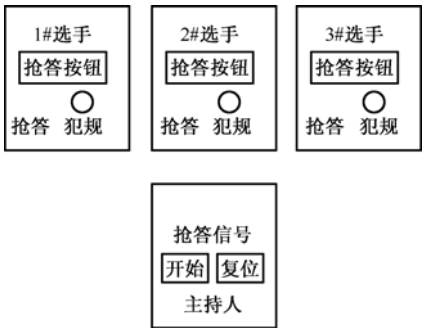 1#选手
抢答按钮
抢答 犯规
2#选手
抢答按钮
抢答 犯规
3#选手
抢答按钮
抢答 犯规
抢答信号
开始 复位
主持人